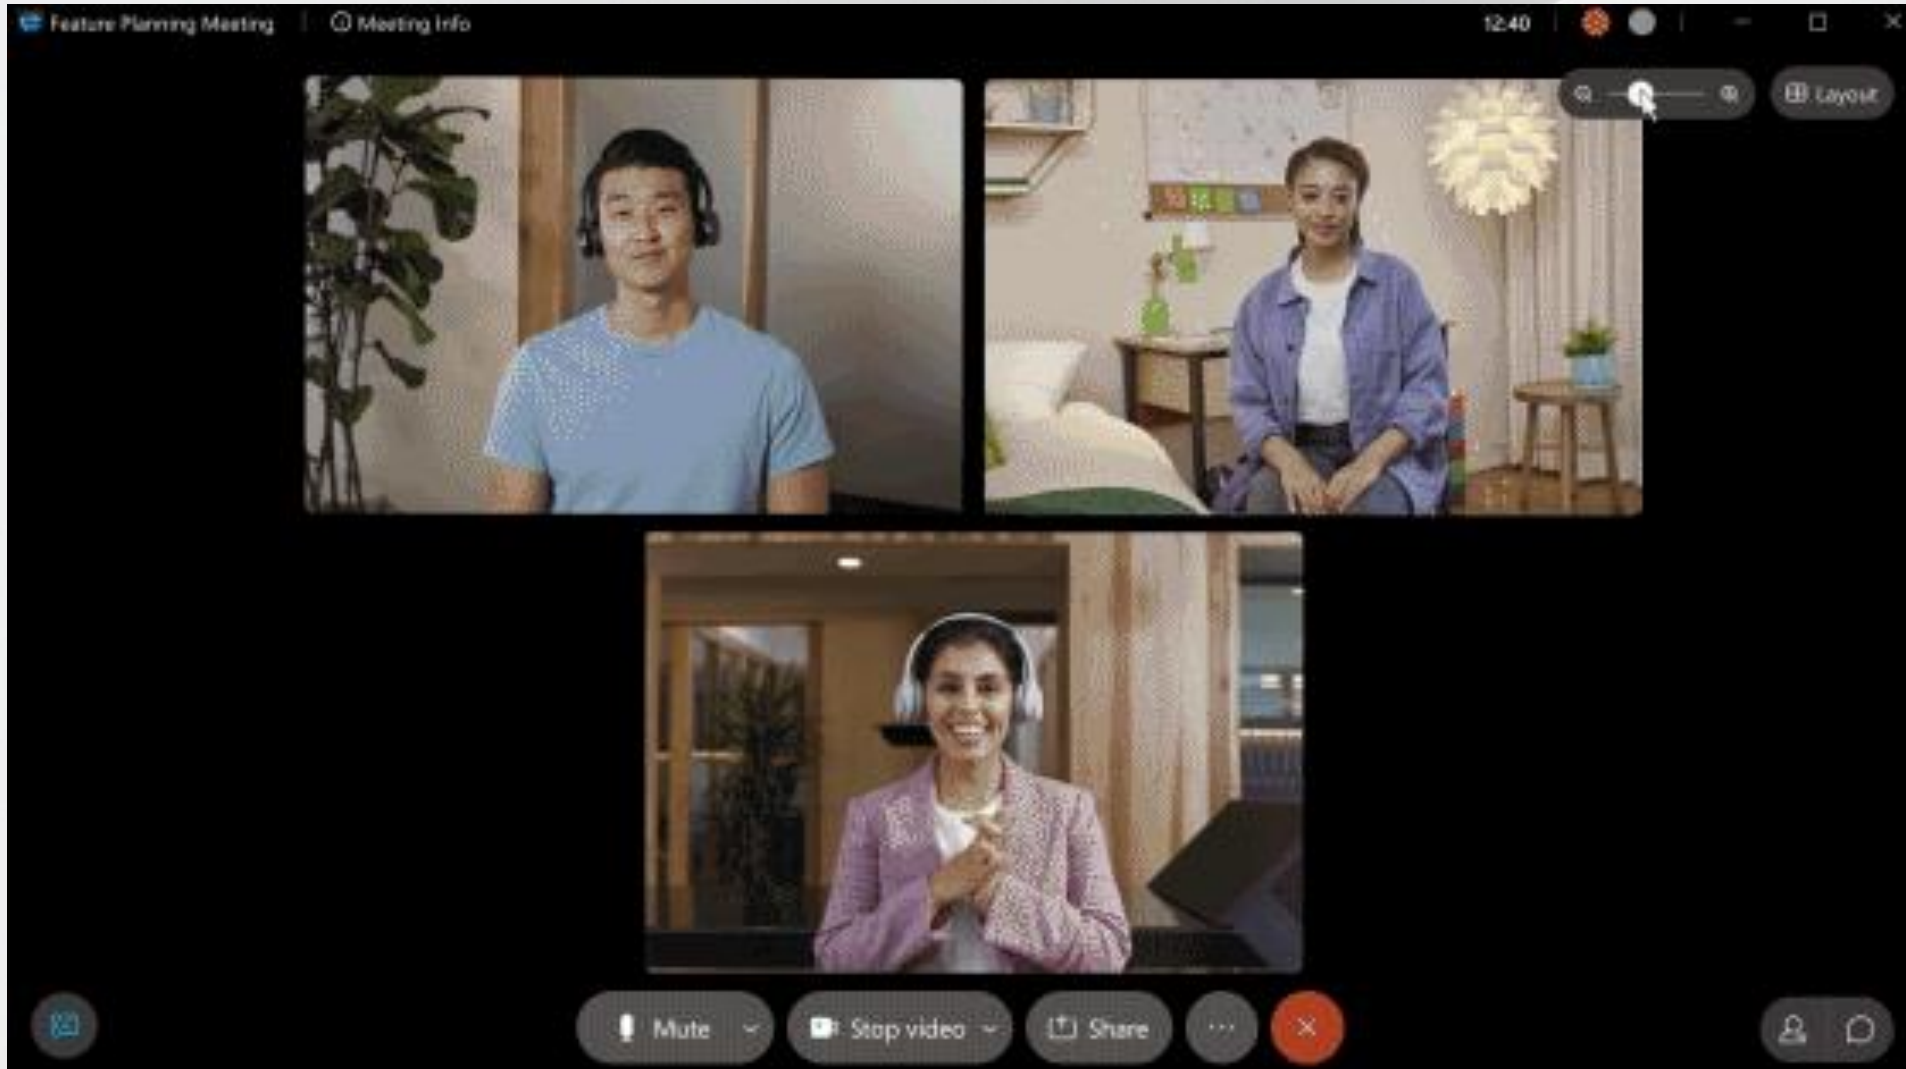 Feature Planning Meeting
Meeting Info
12:40
Layout
Mute
Stop video
Share